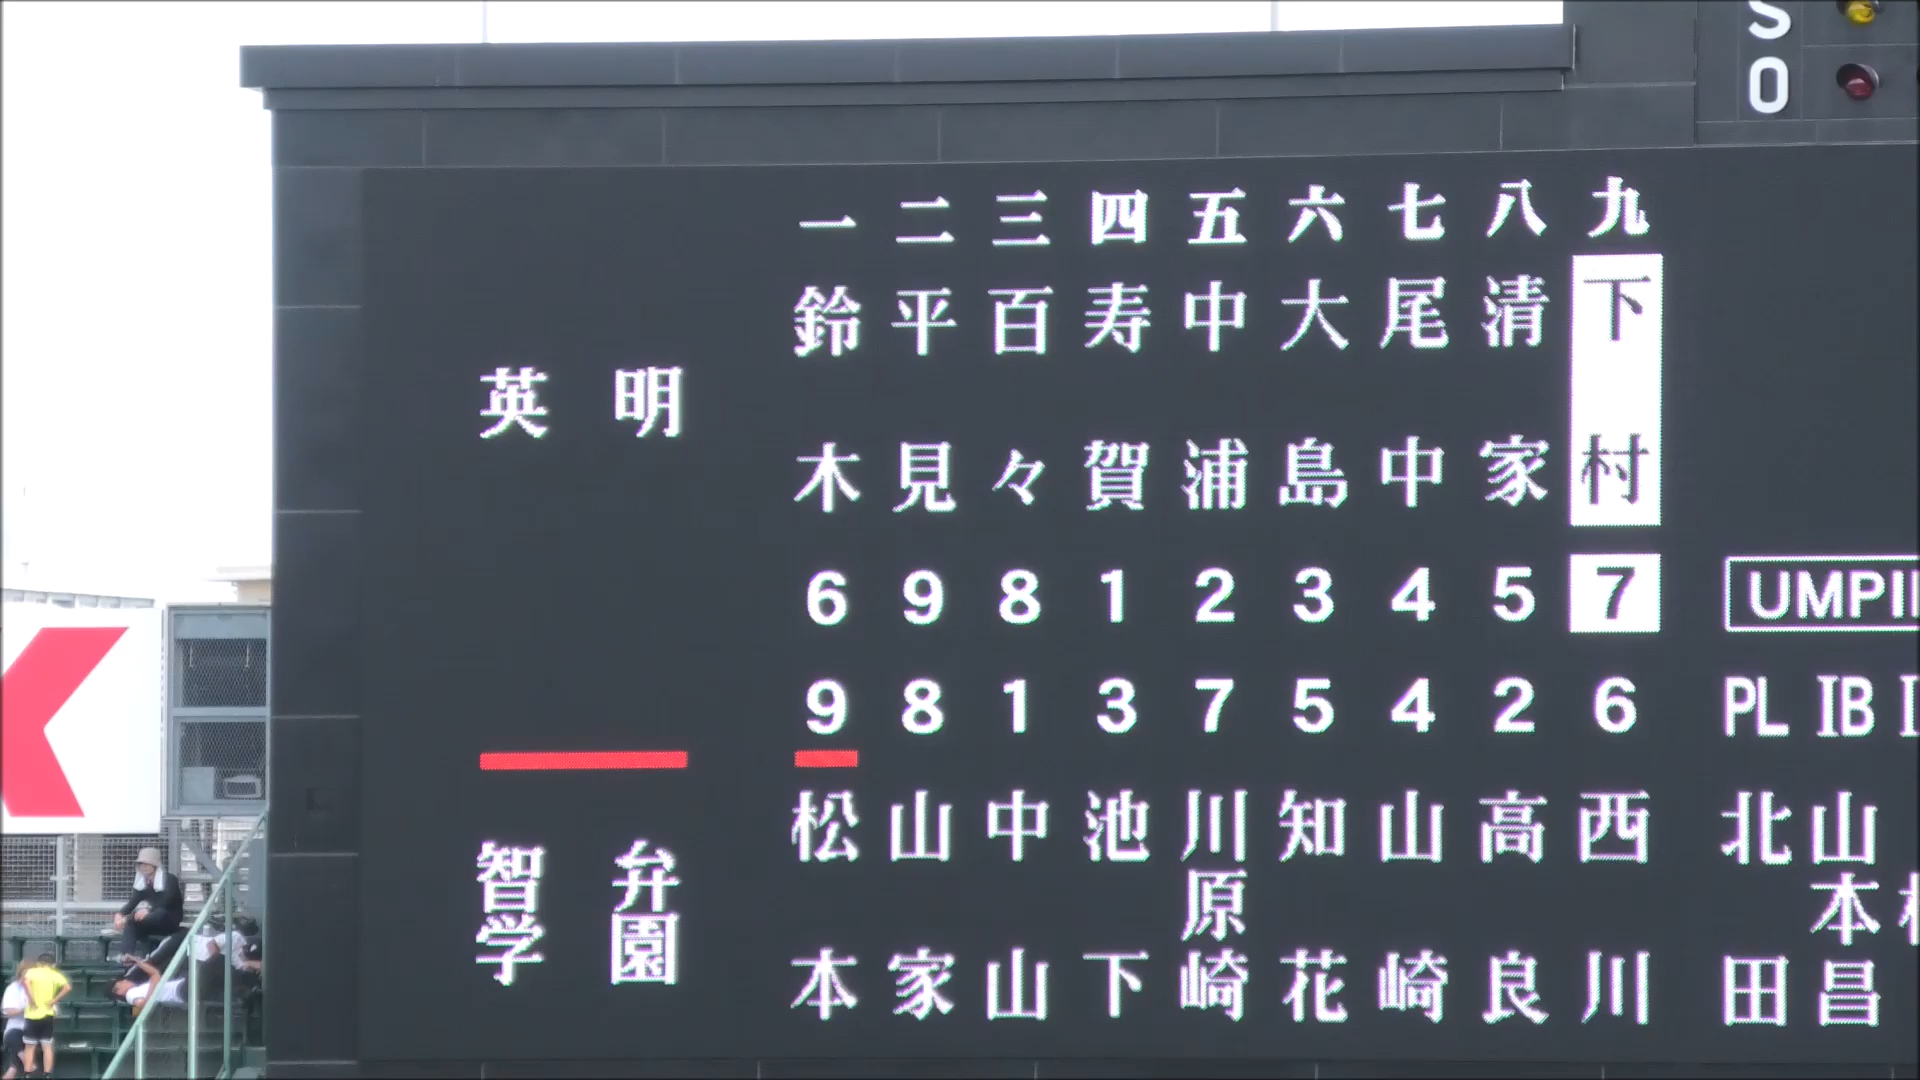 S
O
一 二 三 四 五 六 七 八 九
英明
鈴木 平見 百々 寿賀 中浦 大島 尾中 清家 下村
6 9 8 1 2 3 4 5 7
UMPI
9 8 1 3 7 5 4 2 6
PL 1B
智弁学園
松本 山家 中山 池下 川原崎 知花 山崎 高良 西川
北田 山本昌